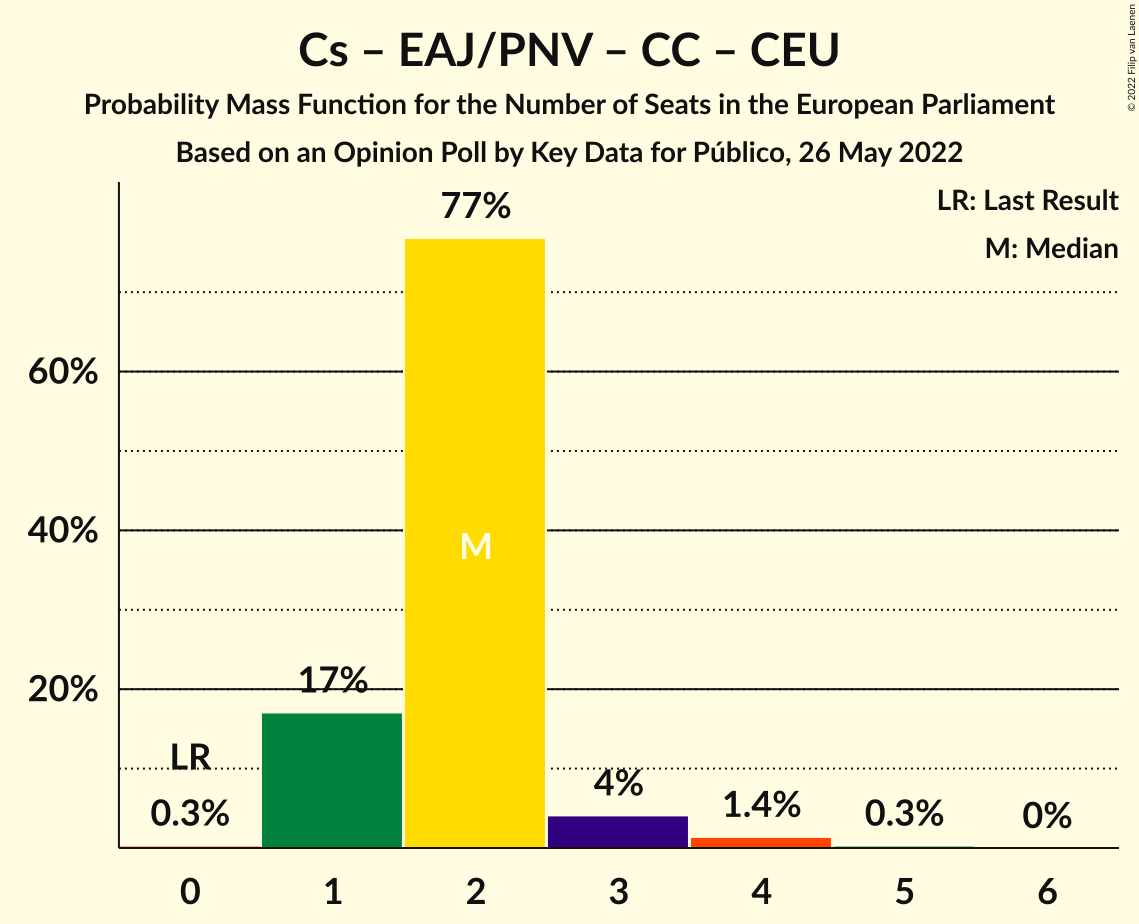 Cs – EAJ/PNV – CC – CEU
Probability Mass Function for the Number of Seats in the European Parliament
Based on an Opinion Poll by Key Data for Público, 26 May 2022
© 2022 Filip van Laenen
LR: Last Result
M: Median
77%
60%
40%
M
20%
17%
LR
0.3%
4%
1.4%
0.3%
0%
0 1 2 3 4 5 6